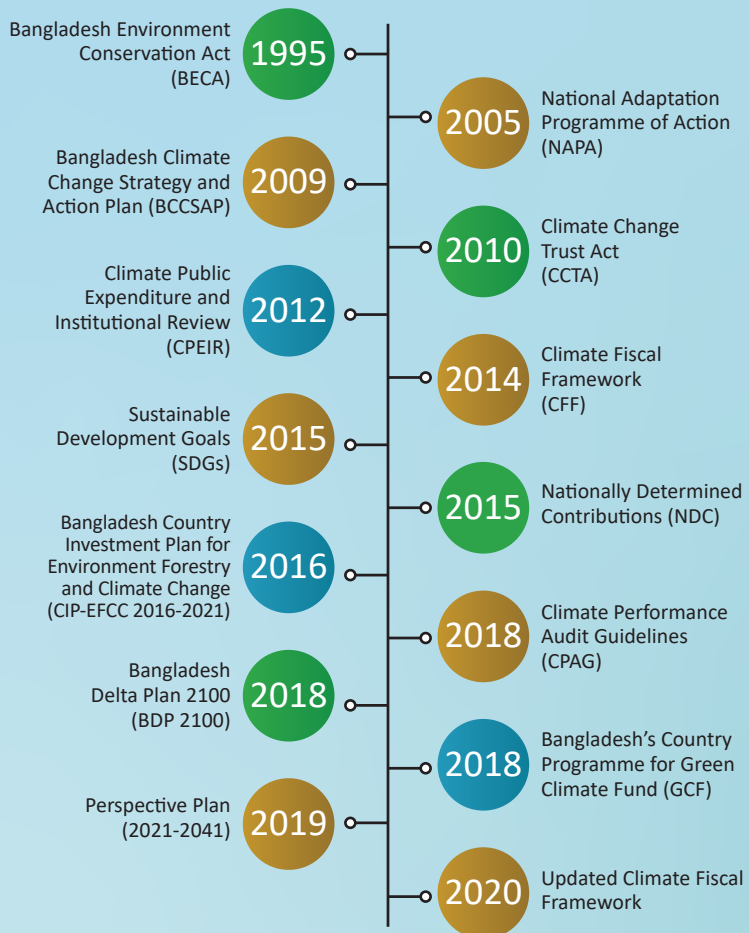 Bangladesh Environment
Conservation Act
(BECA)
1995
2005
National Adaptation
Programme of Action
(NAPA)
Bangladesh Climate
Change Strategy and
Action Plan (BCCSAP)
2009
2010
Climate Change
Trust Act
(CCTA)
Climate Public
Expenditure and
Institutional Review
(CPEIR)
2012
2014
Climate Fiscal
Framework
(CFF)
Sustainable
Development Goals
(SDGs)
2015
2015
Nationally Determined
Contributions (NDC)
Bangladesh Country
Investment Plan for
Environment Forestry
and Climate Change
(CIP-EFCC 2016-2021)
2016
2018
Climate Performance
Audit Guidelines
(CPAG)
Bangladesh
Delta Plan 2100
(BDP 2100)
2018
2018
Bangladesh’s Country
Programme for Green
Climate Fund (GCF)
Perspective Plan
(2021-2041)
2019
2020
Updated Climate Fiscal
Framework